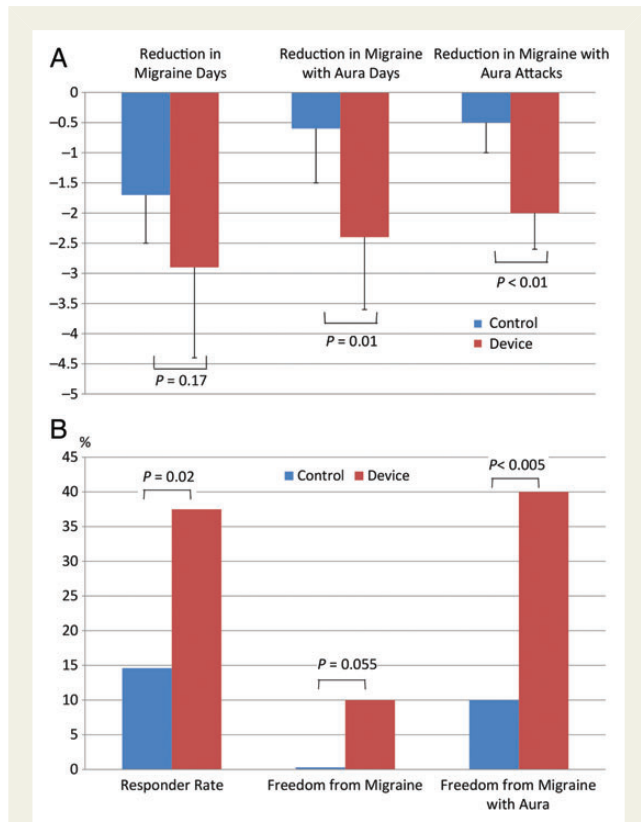 A
Reduction in
Migraine Days
Reduction in Migraine
with Aura Days
Reduction in Migraine with
Aura Attacks
0
–0.5
–1
–1.5
–2
–2.5
–3
–3.5
–4
–4.5
–5
P = 0.17
P = 0.01
P < 0.01
Control
Device
B
%
45
40
35
30
25
20
15
10
5
0
P = 0.02
Control
Device
P = 0.055
P< 0.005
Responder Rate
Freedom from Migraine
Freedom from Migraine
with Aura